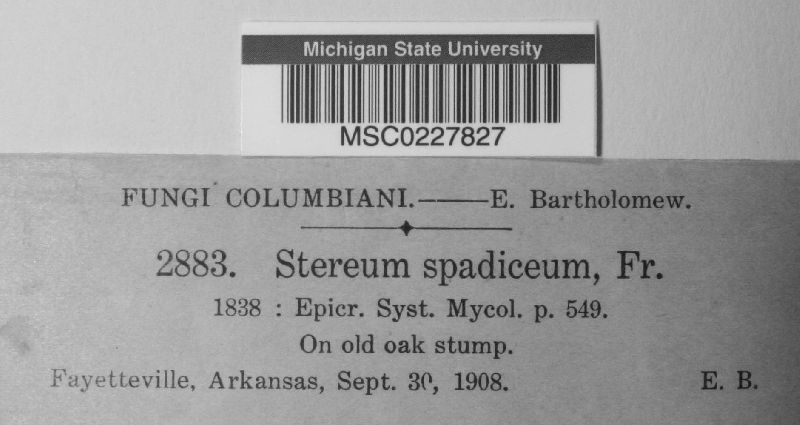 Michigan State University
MSC0227827
FUNGI COLUMBIANI.——E. Bartholomew.
2883. Stereum spadiceum, Fr.
1838 : Epicr. Syst. Mycol. p. 549.
On old oak stump.
Fayetteville, Arkansas, Sept. 30, 1908. E. B.